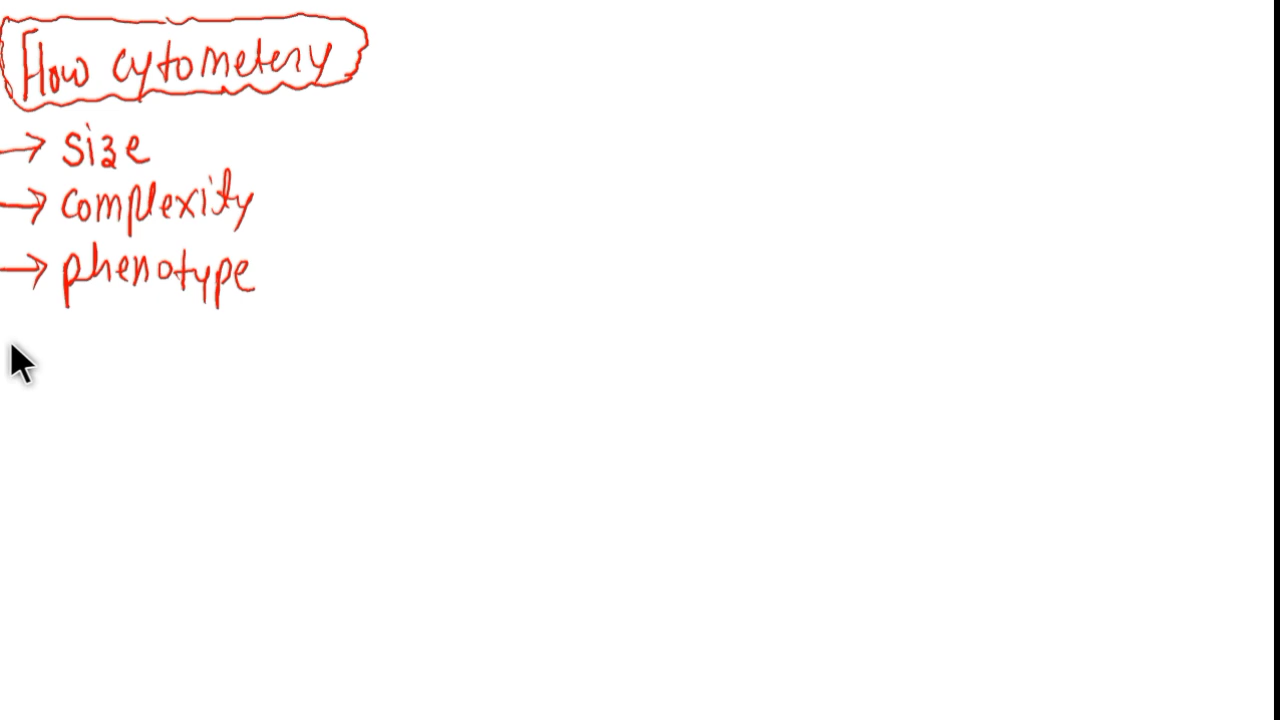 Flow cytometery
→ size
→ complexity
→ phenotype